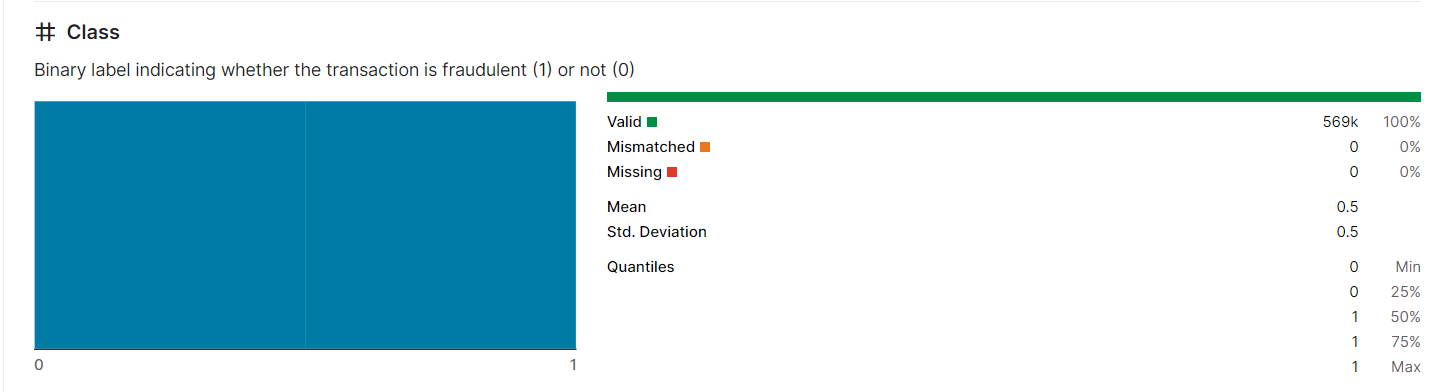 Class
Binary label indicating whether the transaction is fraudulent (1) or not (0)
0 1
Valid 569k 100%
Mismatched 0 0%
Missing 0 0%
Mean 0.5
Std. Deviation 0.5
Quantiles 0 Min
0 25%
1 50%
1 75%
1 Max